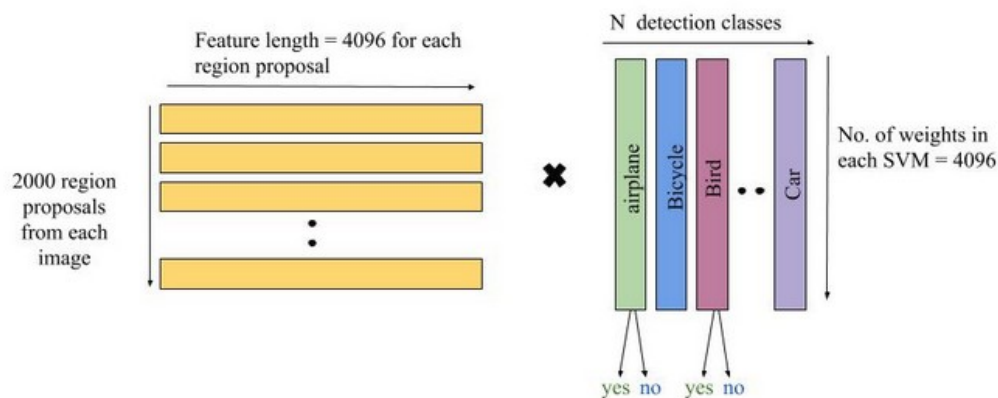 Feature length = 4096 for each
region proposal
2000 region
proposals
from each
image
N detection classes
airplane
Bicycle
Bird
Car
No. of weights in
each SVM = 4096
yes no
yes no